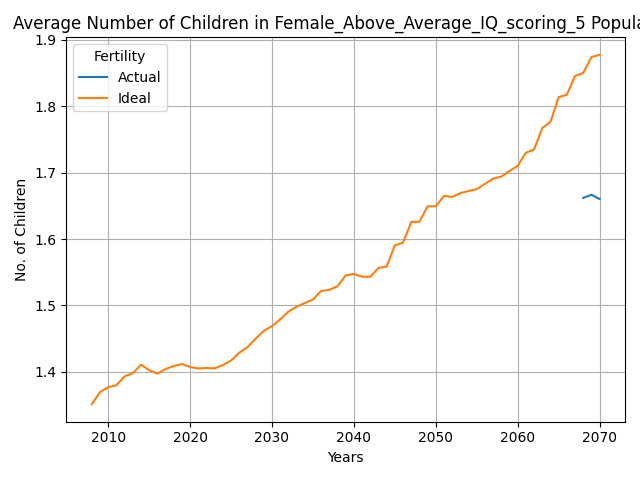 Average Number of Children in Female_Above_Average_IQ_scoring_5 Popula
Fertility
Actual
Ideal
No. of Children
1.9
1.8
1.7
1.6
1.5
1.4
2010 2020 2030 2040 2050 2060 2070
Years